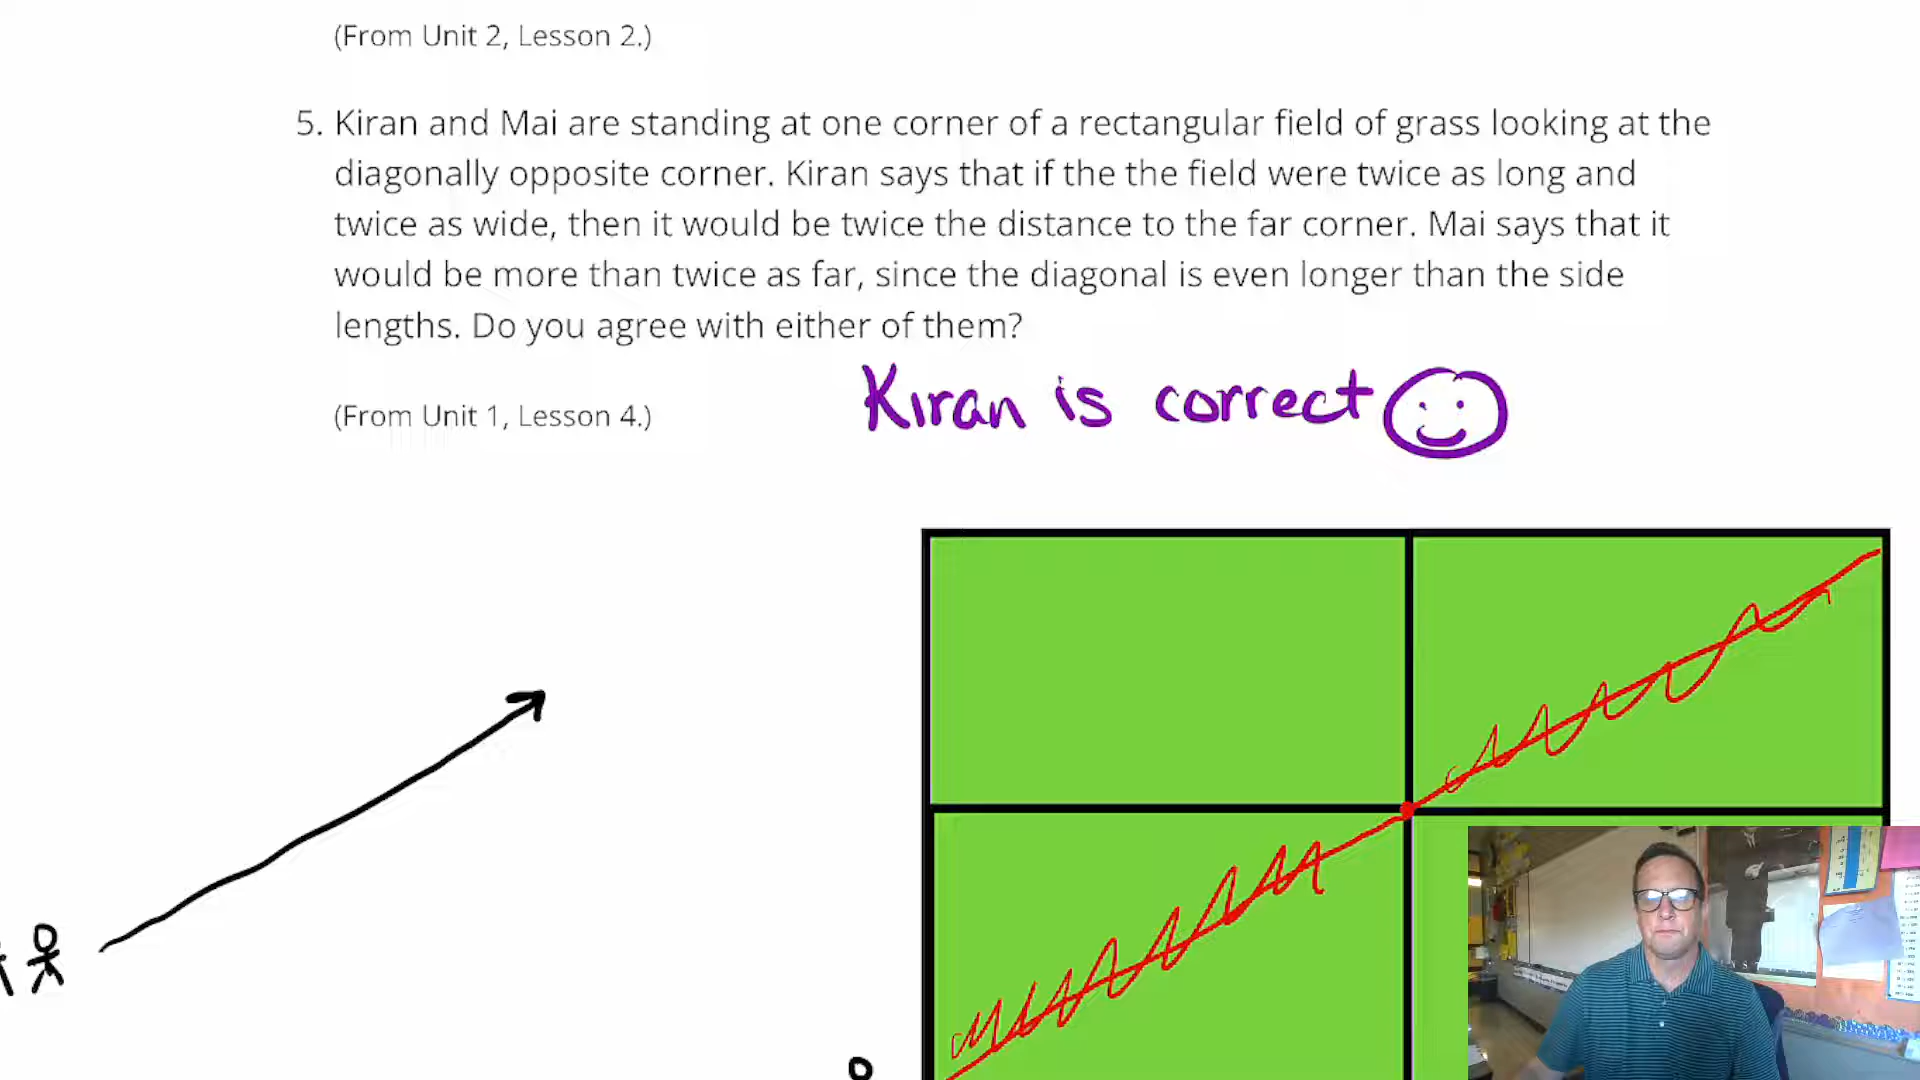 (From Unit 2, Lesson 2.)
5. Kiran and Mai are standing at one corner of a rectangular field of grass looking at the
diagonally opposite corner. Kiran says that if the the field were twice as long and
twice as wide, then it would be twice the distance to the far corner. Mai says that it
would be more than twice as far, since the diagonal is even longer than the side
lengths. Do you agree with either of them?
Kiran is correct
(From Unit 1, Lesson 4.)